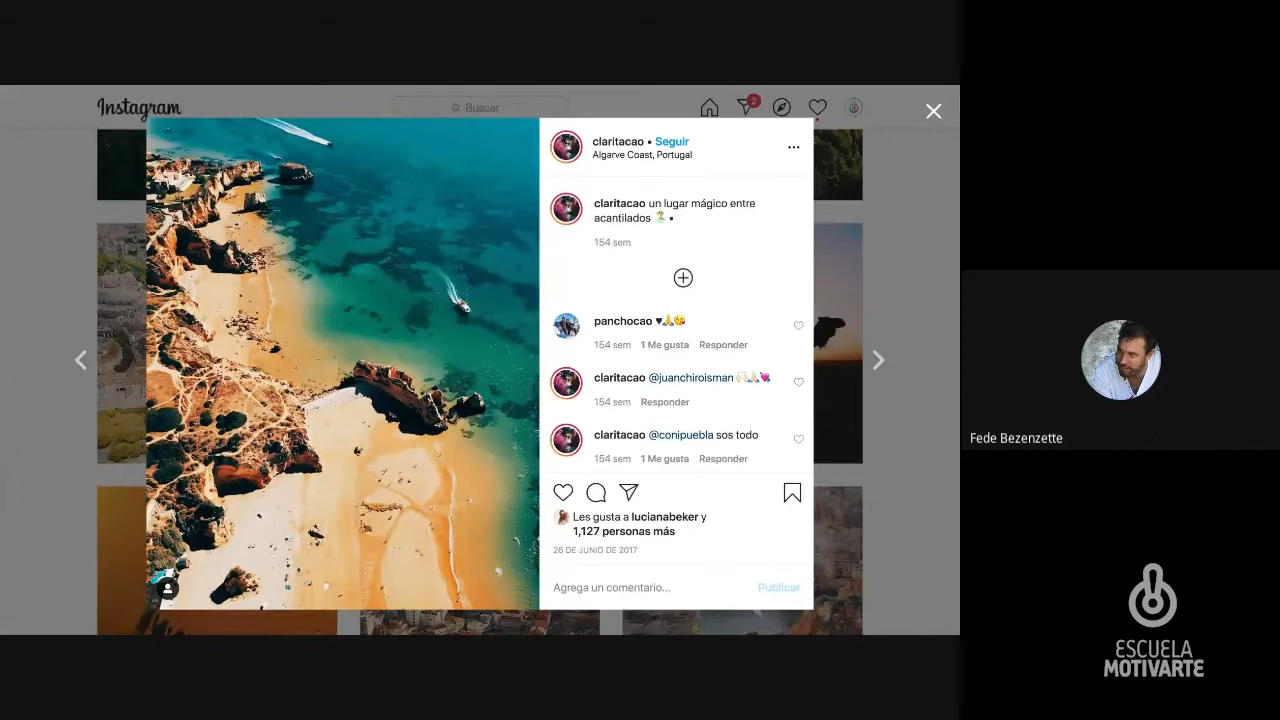 Instagram
Buscar
2
claritacao • Seguir
Algarve Coast, Portugal
claritacao un lugar mágico entre
acantilados 🏝️ •
154 sem
panchocao ♥🙏😘
154 sem 1 Me gusta Responder
claritacao @juanchiroisman 👏🏻🙏🏻💘
154 sem Responder
claritacao @conipuebla sos todo
154 sem 1 Me gusta Responder
Les gusta a lucianabeker y
1,127 personas más
26 DE JUNIO DE 2017
Agrega un comentario... Publicar
Fede Bezenzette
ESCUELA
MOTIVARTE